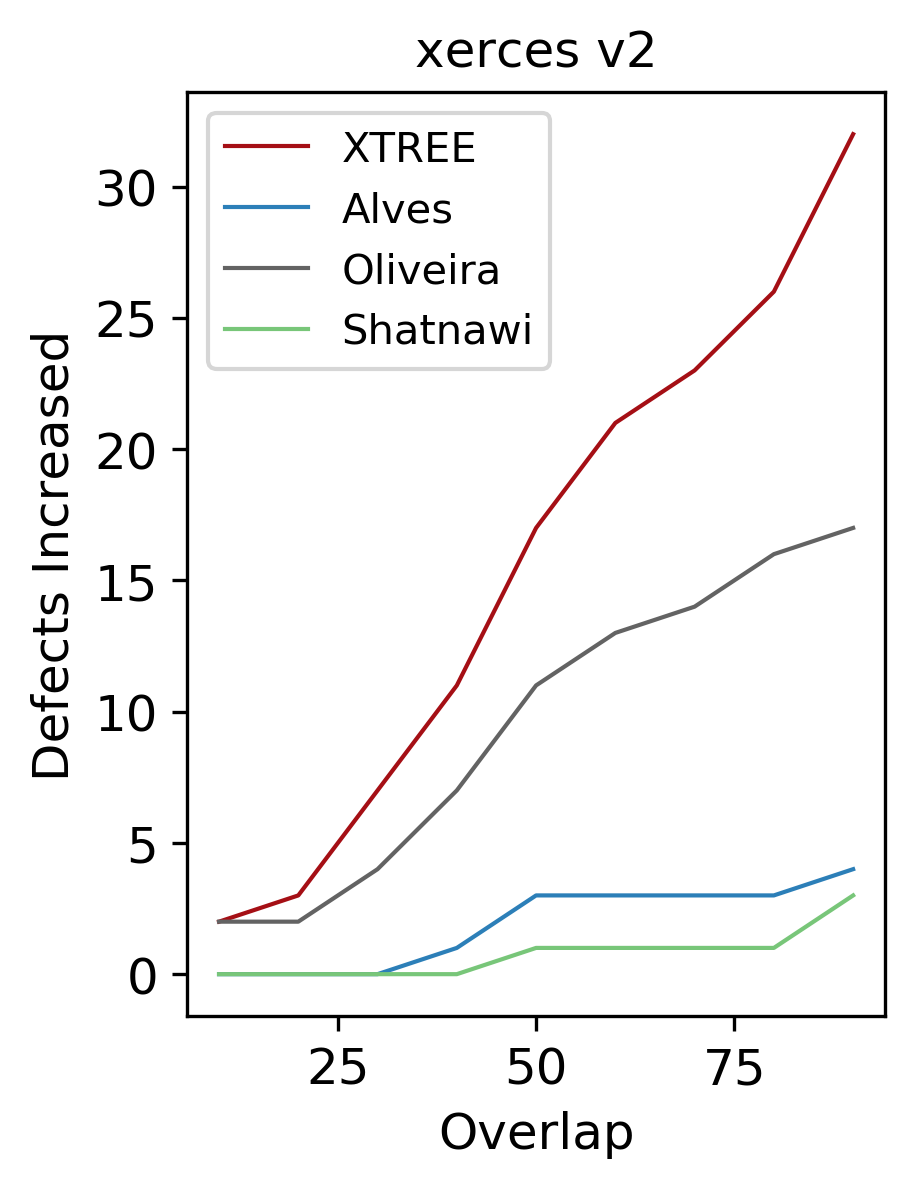 xerces v2
XTREE
Alves
Oliveira
Shatnawi
Defects Increased
30
25
20
15
10
5
0
25 50 75
Overlap